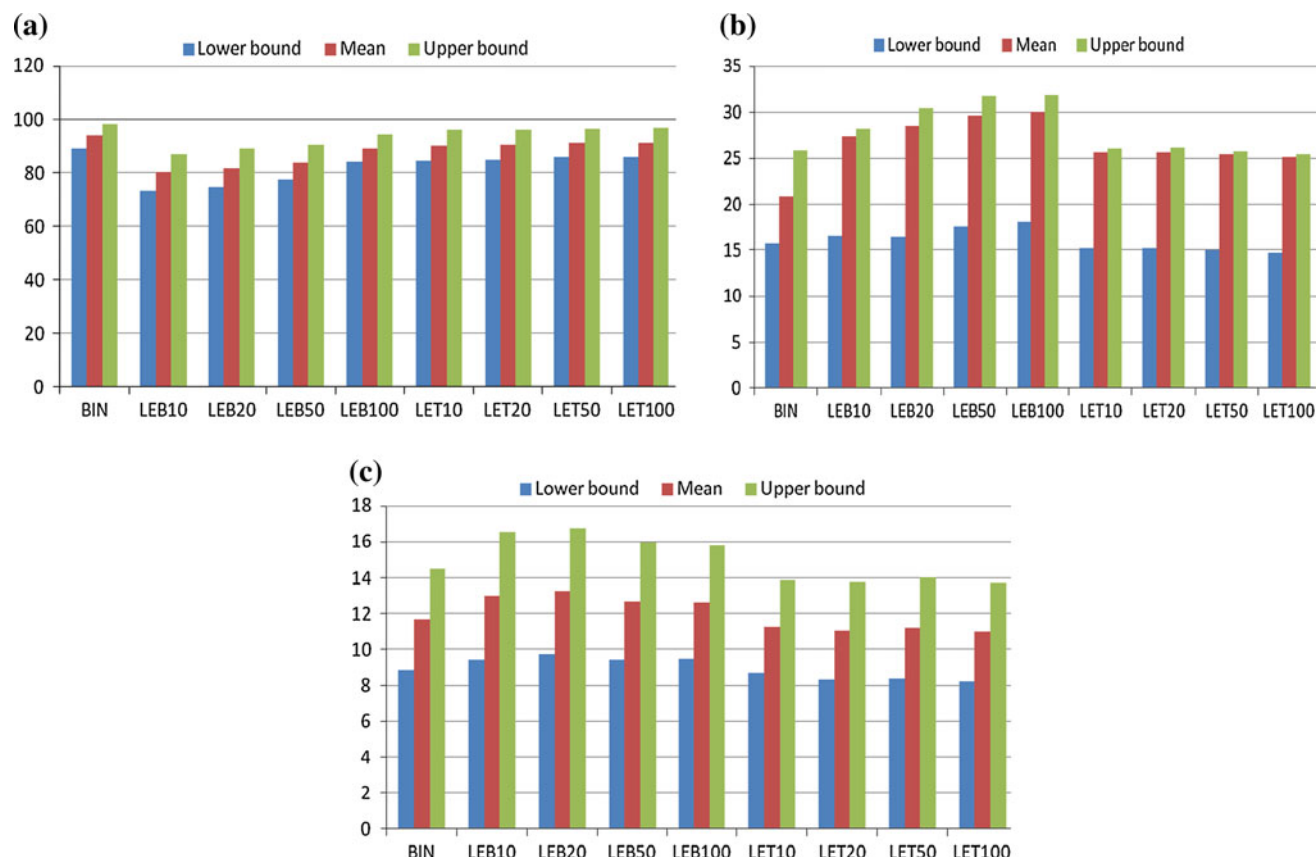 (a)
Lower bound Mean Upper bound
120
100
80
60
40
20
0
BIN LEB10 LEB20 LEB50 LEB100 LET10 LET20 LET50 LET100
(b)
Lower bound Mean Upper bound
35
30
25
20
15
10
5
0
BIN LEB10 LEB20 LEB50 LEB100 LET10 LET20 LET50 LET100
(c)
Lower bound Mean Upper bound
18
16
14
12
10
8
6
4
2
0
BIN LEB10 LEB20 LEB50 LEB100 LET10 LET20 LET50 LET100